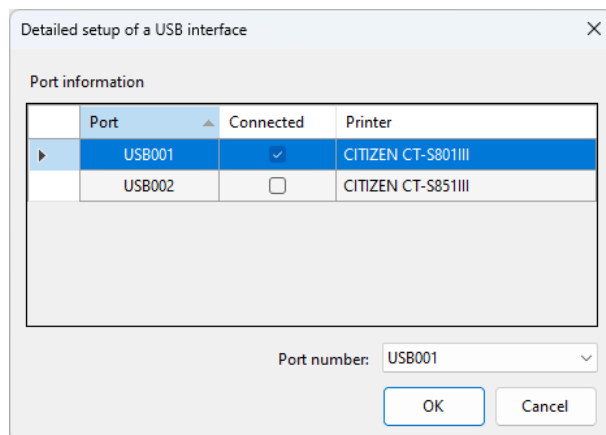 Detailed setup of a USB interface
Port information
Port Connected Printer
USB001 CITIZEN CT-S801III
USB002 CITIZEN CT-S851III
Port number: USB001
OK Cancel